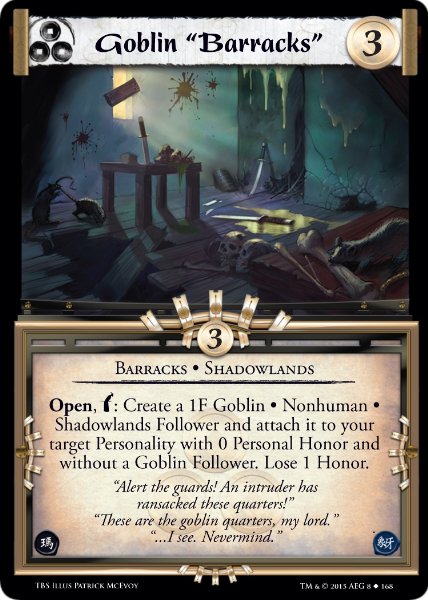 Goblin “Barracks”
3
3
Barracks • Shadowlands
Open, : Create a 1F Goblin • Nonhuman •
Shadowlands Follower and attach it to your
target Personality with 0 Personal Honor and
without a Goblin Follower. Lose 1 Honor.
“Alert the guards! An intruder has
ransacked these quarters!”
“These are the goblin quarters, my lord.”
“...I see. Nevermind.”
瑪
象牙
TBS Illus Patrick McEvoy
TM & © 2015 AEG 8 ◆ 168